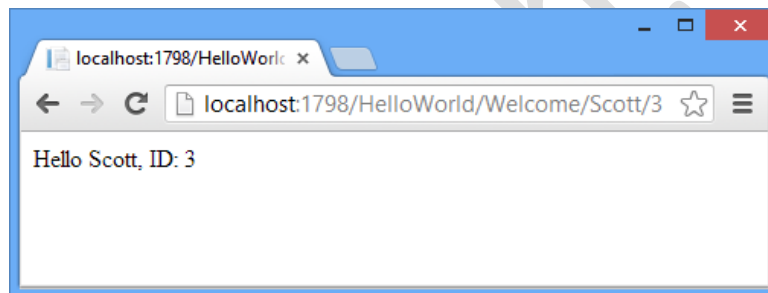 localhost:1798/HelloWorl
localhost:1798/HelloWorld/Welcome/Scott/3
Hello Scott, ID: 3